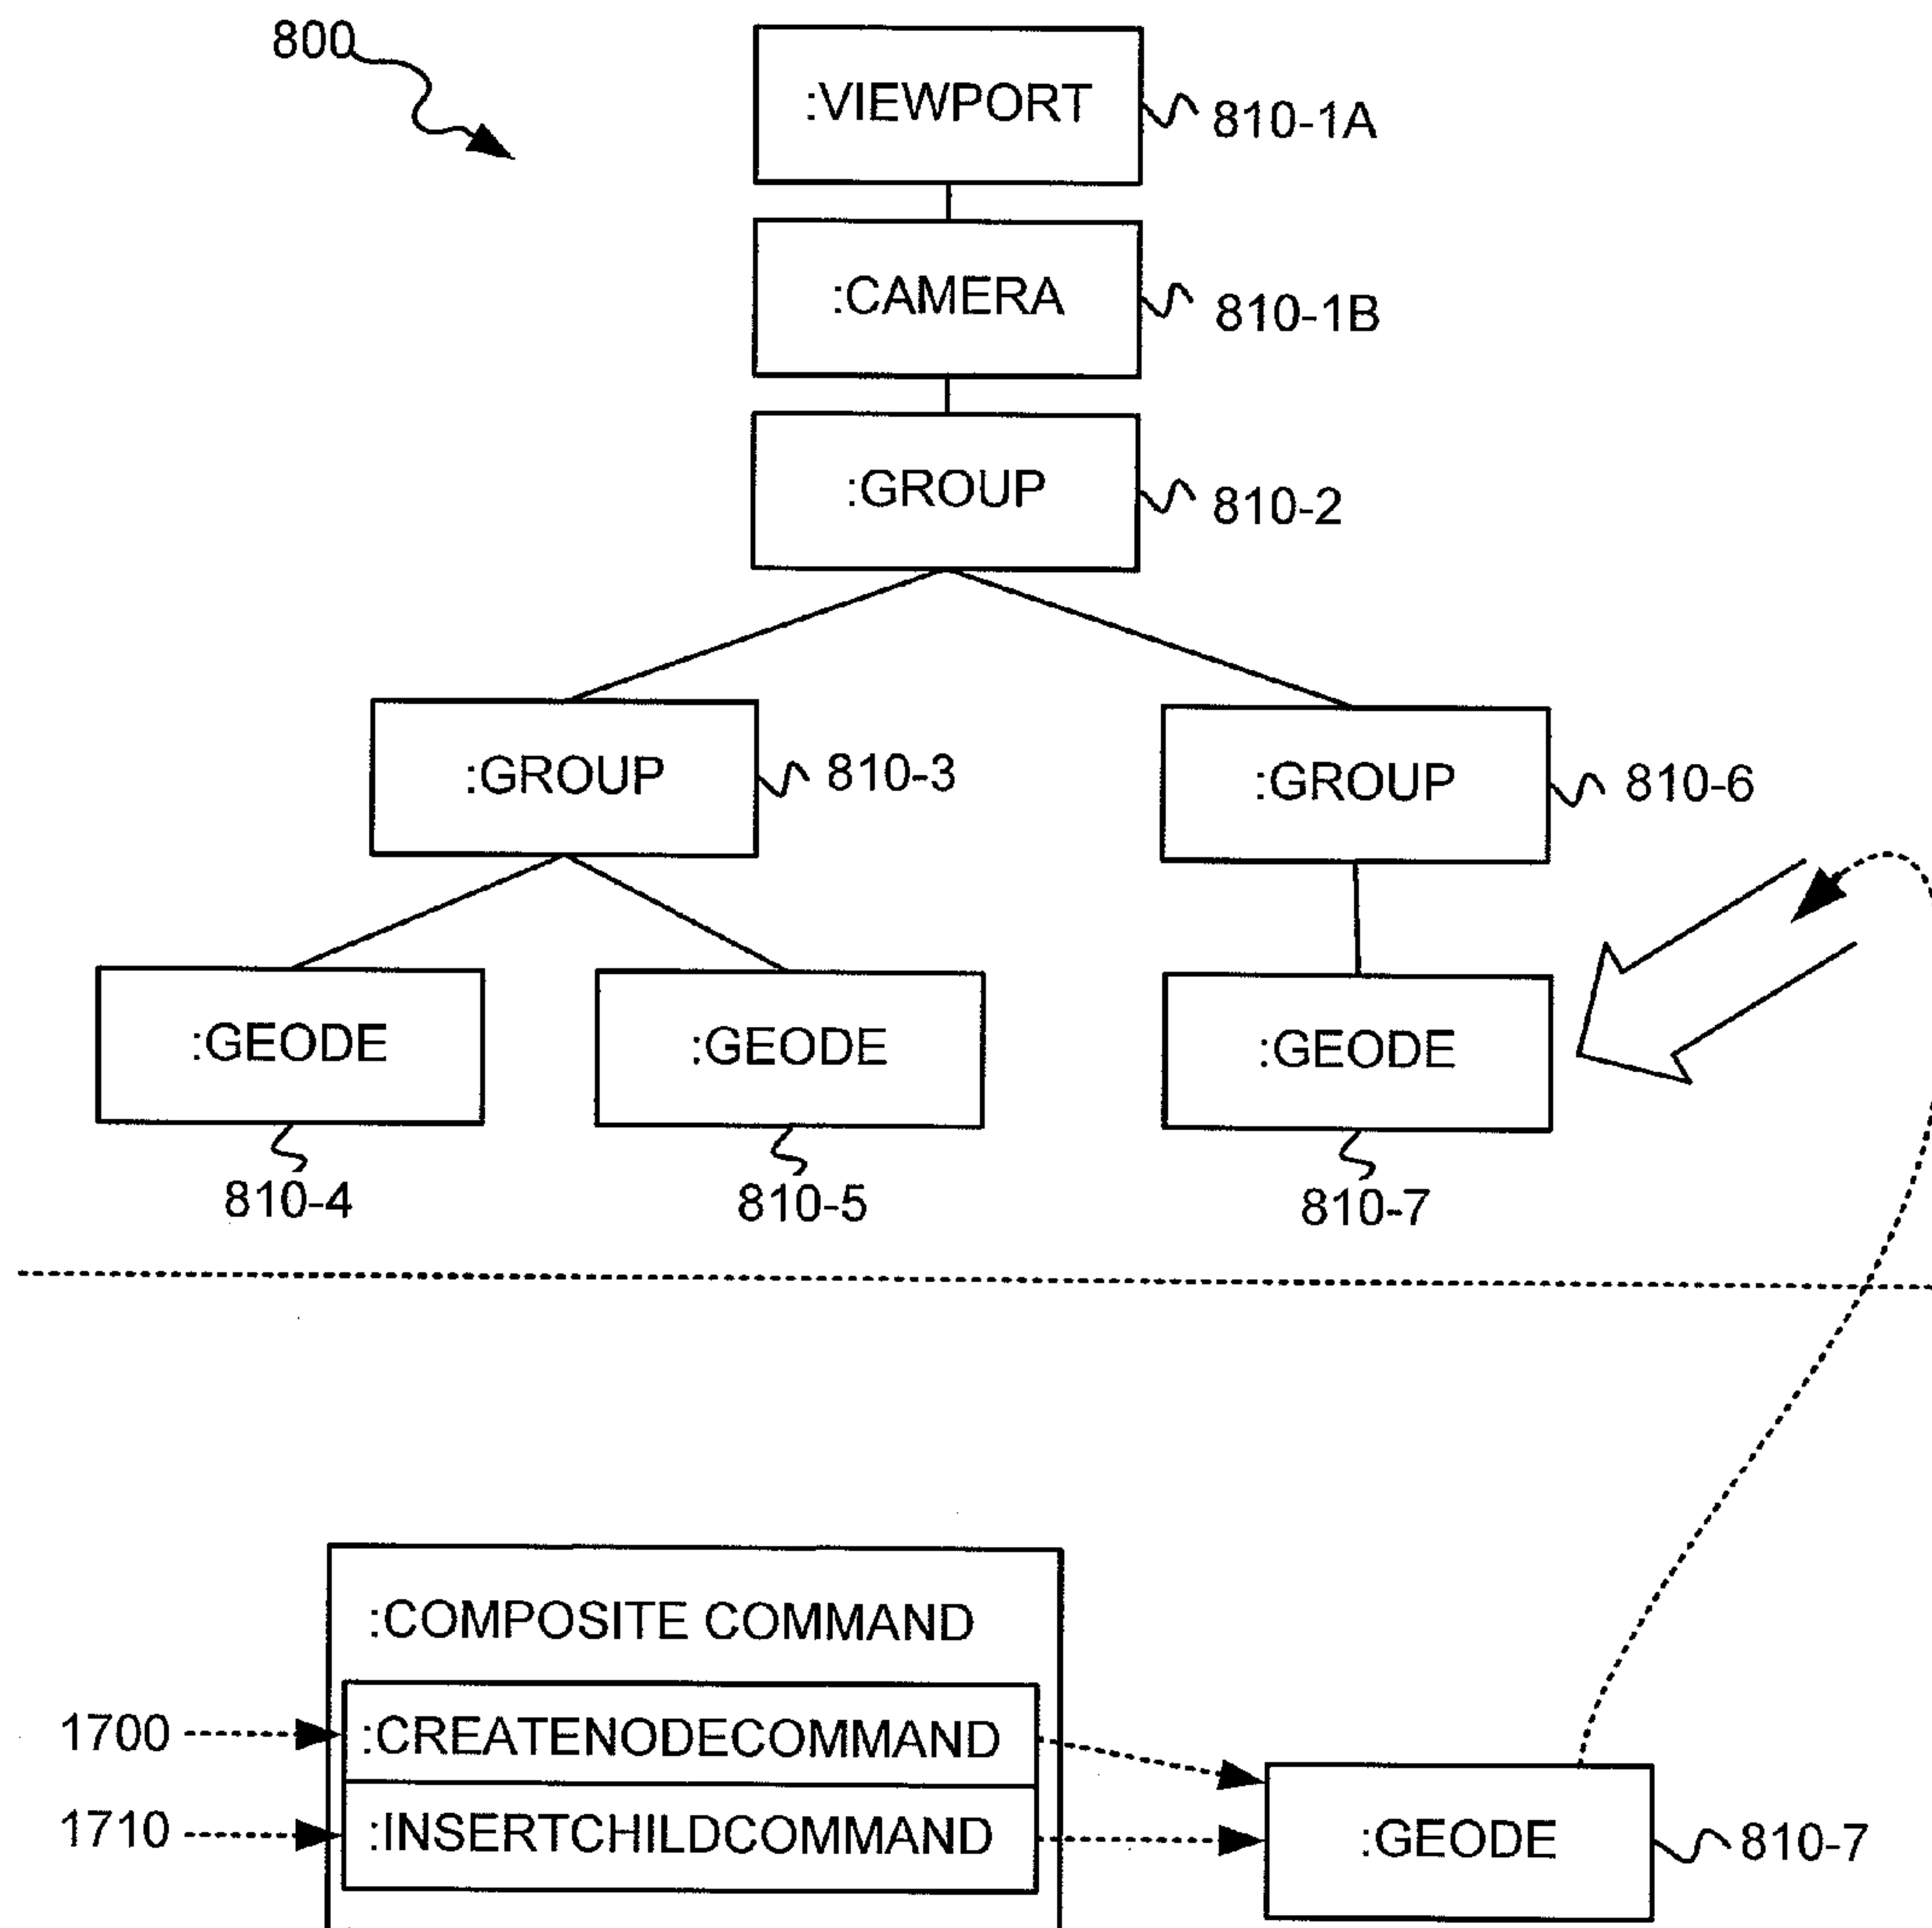 800
:VIEWPORT
810-1A
:CAMERA
810-1B
:GROUP
810-2
:GROUP
810-3
:GROUP
810-6
:GEODE
:GEODE
:GEODE
810-4
810-5
810-7
:COMPOSITE COMMAND
1700
:CREATENODECOMMAND
1710
:INSERTCHILDCOMMAND
:GEODE
810-7